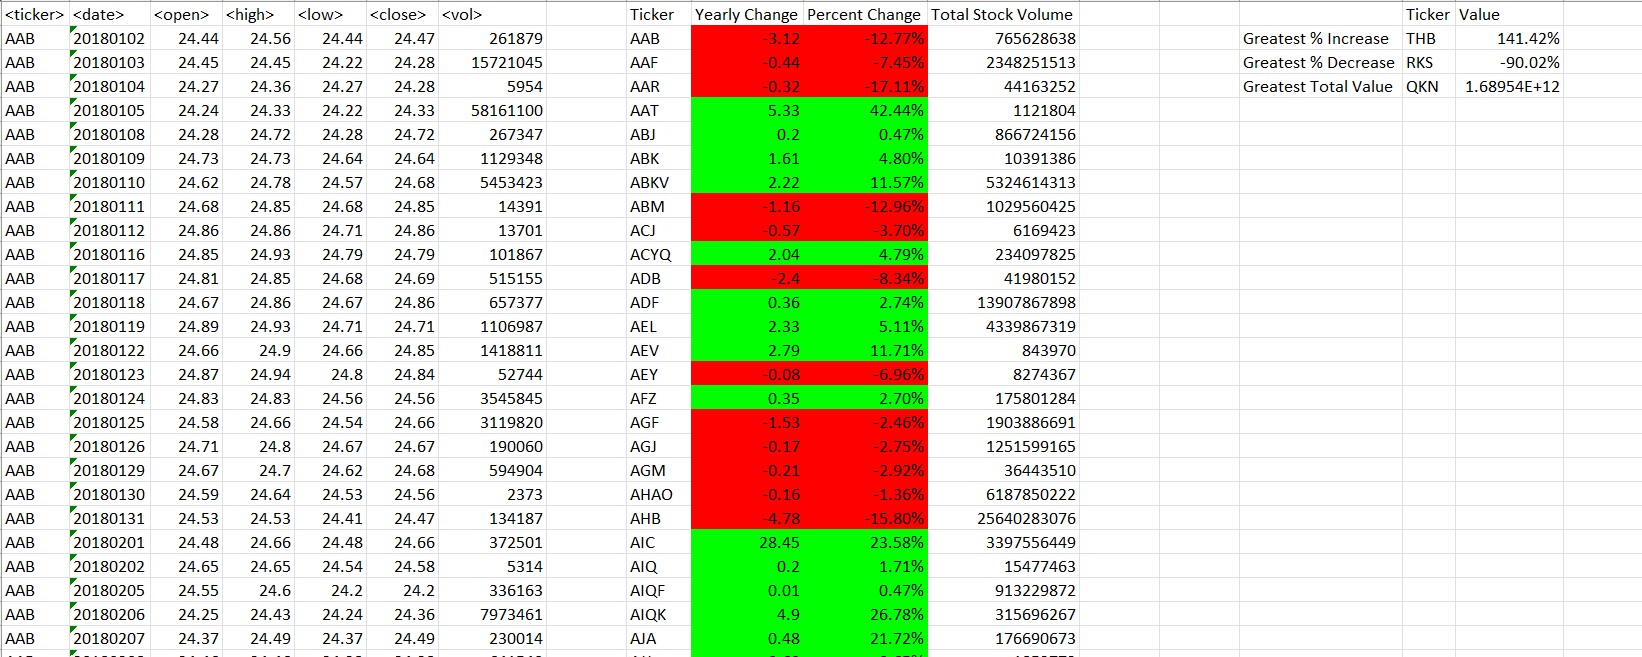 <ticker> <date> <open> <high> <low> <close> <vol> Ticker Yearly Change Percent Change Total Stock Volume Ticker Value
AAB 20180102 24.44 24.56 24.44 24.47 261879 AAB -3.12 -12.77% 765628638 Greatest % Increase THB 141.42%
AAB 20180103 24.45 24.45 24.22 24.28 15721045 AAF -0.44 -7.45% 2348251513 Greatest % Decrease RKS -90.02%
AAB 20180104 24.27 24.36 24.27 24.28 5954 AAR -0.32 -17.11% 44163252 Greatest Total Value QKN 1.68954E+12
AAB 20180105 24.24 24.33 24.22 24.33 58161100 AAT 5.33 42.44% 1121804
AAB 20180108 24.28 24.72 24.28 24.72 267347 ABJ 0.2 0.47% 866724156
AAB 20180109 24.73 24.73 24.64 24.64 1129348 ABK 1.61 4.80% 10391386
AAB 20180110 24.62 24.78 24.57 24.68 5453423 ABKV 2.22 11.57% 5324614313
AAB 20180111 24.68 24.85 24.68 24.85 14391 ABM -1.16 -12.96% 1029560425
AAB 20180112 24.86 24.86 24.71 24.86 13701 ACJ -0.57 -3.70% 6169423
AAB 20180116 24.85 24.93 24.79 24.79 101867 ACYQ 2.04 4.79% 234097825
AAB 20180117 24.81 24.85 24.68 24.69 515155 ADB -2.4 -8.34% 41980152
AAB 20180118 24.67 24.86 24.67 24.86 657377 ADF 0.36 2.74% 13907867898
AAB 20180119 24.89 24.93 24.71 24.71 1106987 AEL 2.33 5.11% 4339867319
AAB 20180122 24.66 24.9 24.66 24.85 1418811 AEV 2.79 11.71% 843970
AAB 20180123 24.87 24.94 24.8 24.84 52744 AEY -0.08 -6.96% 8274367
AAB 20180124 24.83 24.83 24.56 24.56 3545845 AFZ 0.35 2.70% 175801284
AAB 20180125 24.58 24.66 24.54 24.66 3119820 AGF -1.53 -2.46% 1903886691
AAB 20180126 24.71 24.8 24.67 24.67 190060 AGJ -0.17 -2.75% 1251599165
AAB 20180129 24.67 24.7 24.62 24.68 594904 AGM -0.21 -2.92% 36443510
AAB 20180130 24.59 24.64 24.53 24.56 2373 AHAO -0.16 -1.36% 6187850222
AAB 20180131 24.53 24.53 24.41 24.47 134187 AHB -4.78 -15.80% 25640283076
AAB 20180201 24.48 24.66 24.48 24.66 372501 AIC 28.45 23.58% 3397556449
AAB 20180202 24.65 24.65 24.54 24.58 5314 AIQ 0.2 1.71% 15477463
AAB 20180205 24.55 24.6 24.2 24.2 336163 AIQF 0.01 0.47% 913229872
AAB 20180206 24.25 24.43 24.24 24.36 7973461 AIQK 4.9 26.78% 315696267
AAB 20180207 24.37 24.49 24.37 24.49 230014 AJA 0.48 21.72% 176690673